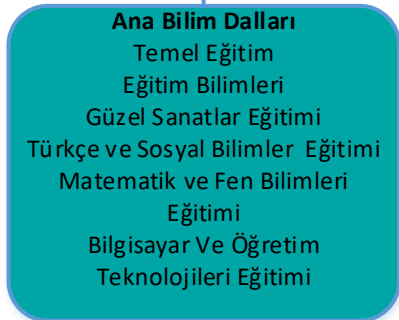 Ana Bilim Dalları
Temel Eğitim
Eğitim Bilimleri
Güzel Sanatlar Eğitimi
Türkçe ve Sosyal Bilimler Eğitimi
Matematik ve Fen Bilimleri
Eğitimi
Bilgisayar Ve Öğretim
Teknolojileri Eğitimi